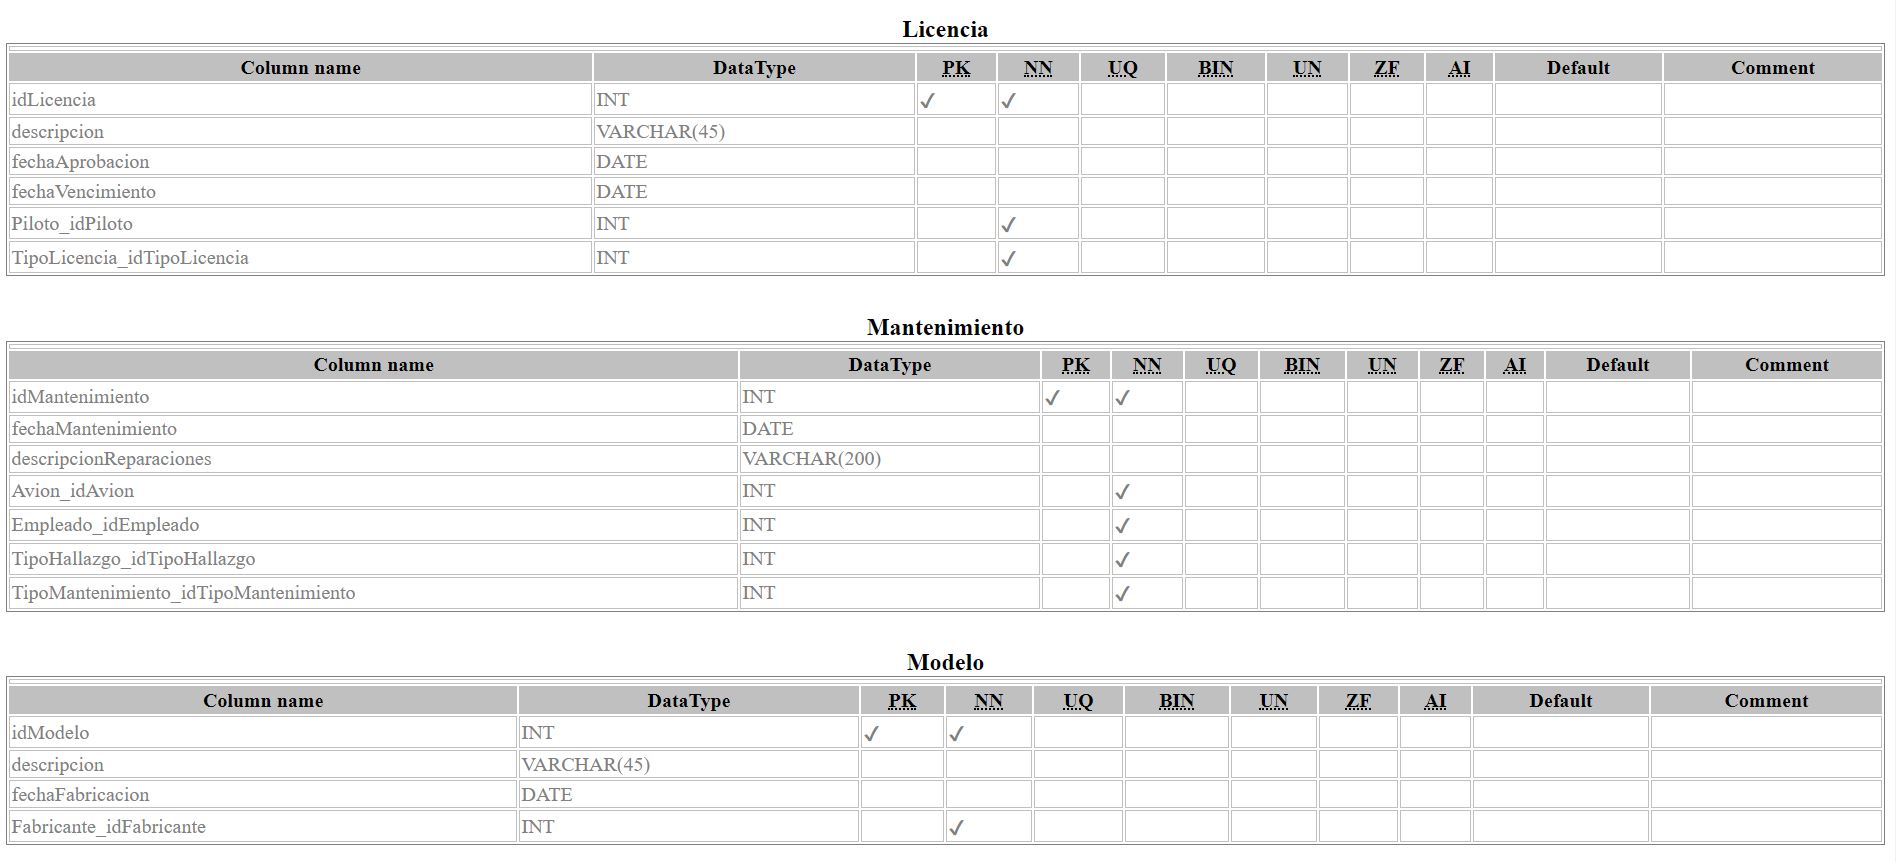 Licencia
Column name DataType PK NN UQ BIN UN ZF AI Default Comment
idLicencia INT ✓ ✓
descripcion VARCHAR(45)
fechaAprobacion DATE
fechaVencimiento DATE
Piloto_idPiloto INT ✓
TipoLicencia_idTipoLicencia INT ✓
Mantenimiento
Column name DataType PK NN UQ BIN UN ZF AI Default Comment
idMantenimiento INT ✓ ✓
fechaMantenimiento DATE
descripcionReparaciones VARCHAR(200)
Avion_idAvion INT ✓
Empleado_idEmpleado INT ✓
TipoHallazgo_idTipoHallazgo INT ✓
TipoMantenimiento_idTipoMantenimiento INT ✓
Modelo
Column name DataType PK NN UQ BIN UN ZF AI Default Comment
idModelo INT ✓ ✓
descripcion VARCHAR(45)
fechaFabricacion DATE
Fabricante_idFabricante INT ✓